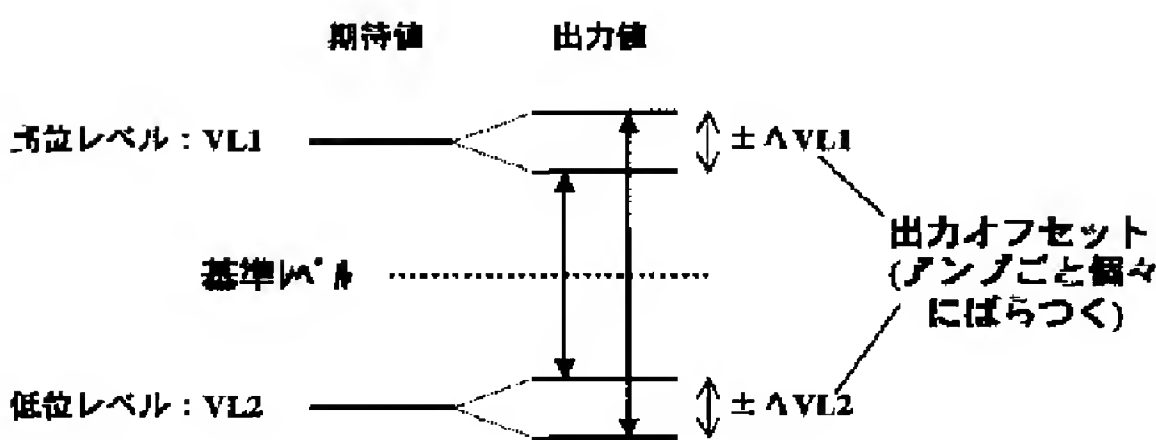 期待値 出力値
高位レベル：VL1
±ΔVL1
出力オフセット
(アンプごと個々
にばらつく)
基準レベル
低位レベル：VL2
±ΔVL2